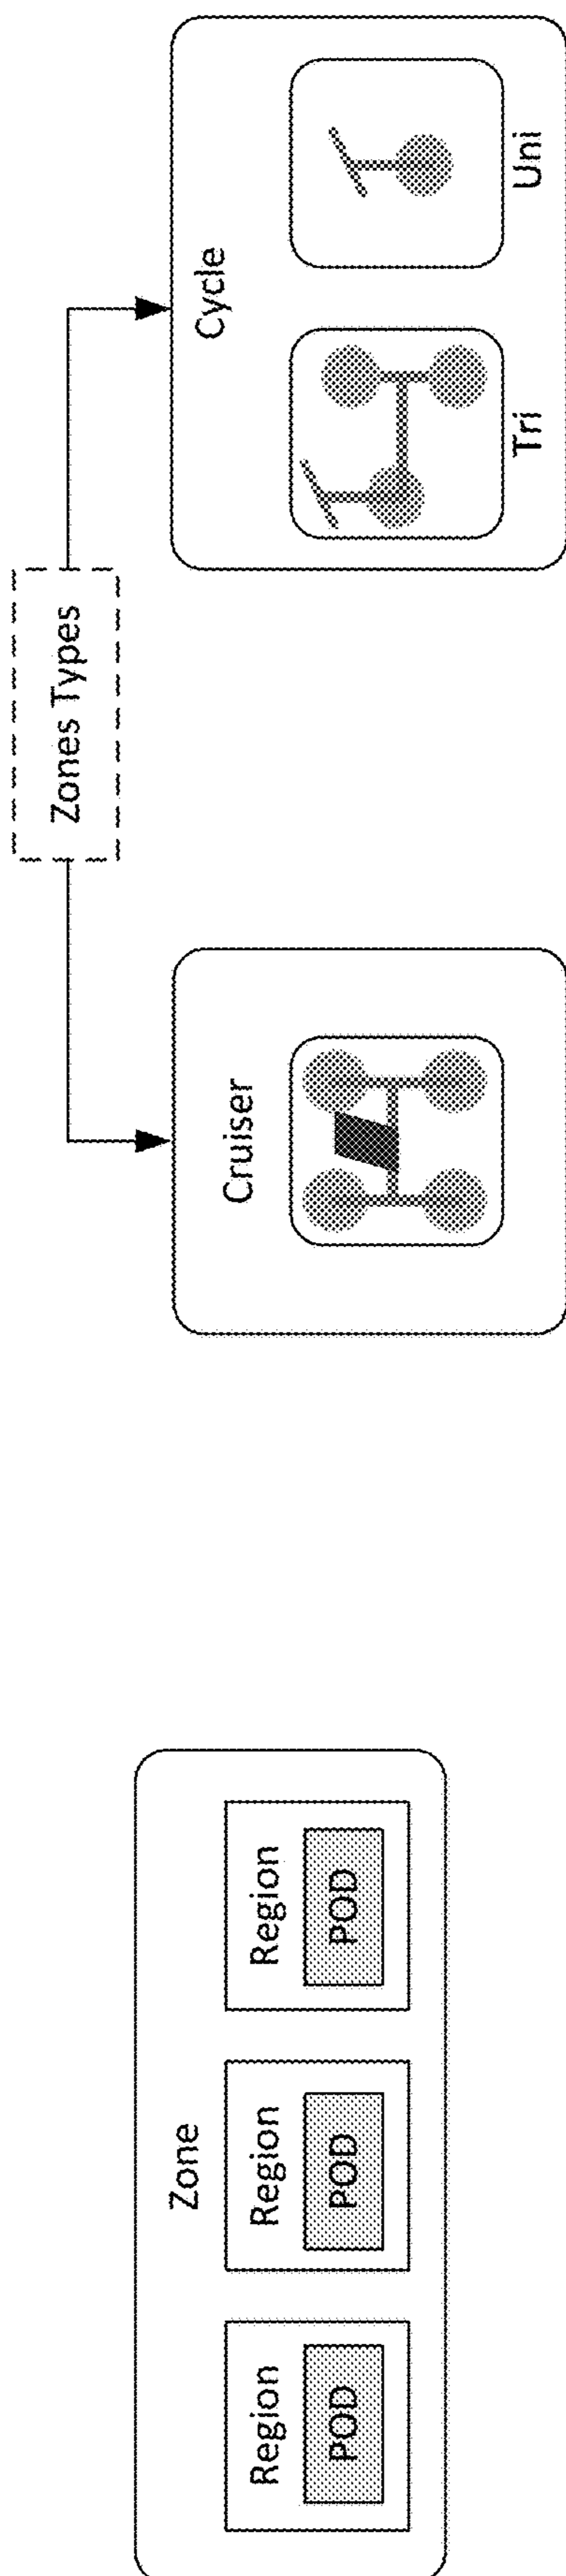 Zone
Region
POD
Region
POD
Region
POD
Zones Types
Cruiser
Cycle
Tri
Uni